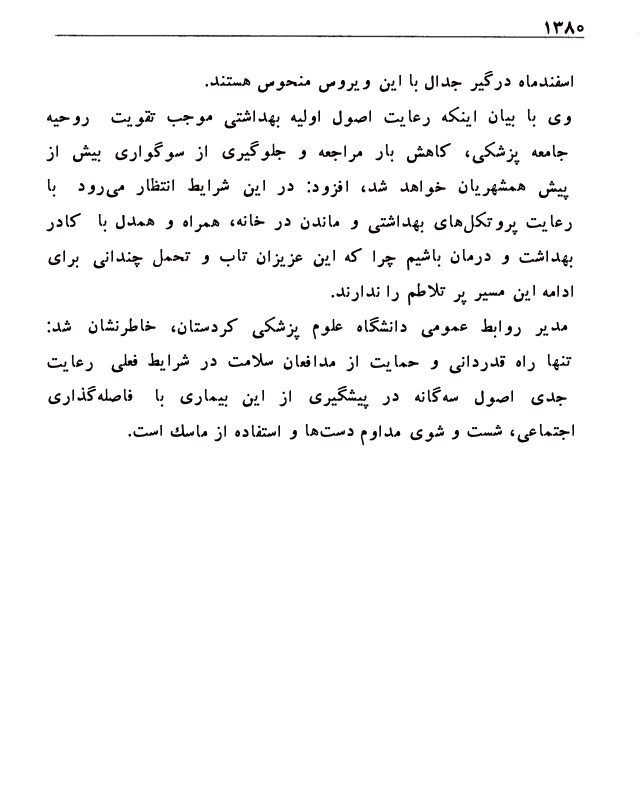 ۱۳۸۰
اسفندماه درگیر جدال با این ویروس منحوس هستند.
وی با بیان اینکه رعایت اصول اولیه بهداشتی موجب تقویت روحیه
جامعه پزشکی، کاهش بار مراجعه و جلوگیری از سوگواری بیش از
پیش همشهریان خواهد شد، افزود: در این شرایط انتظار می‌رود با
رعایت پروتکل‌های بهداشتی و ماندن در خانه، همراه و همدل با کادر
بهداشت و درمان باشیم چرا که این عزیزان تاب و تحمل چندانی برای
ادامه این مسیر پر تلاطم را ندارند.
مدیر روابط عمومی دانشگاه علوم پزشکی کردستان، خاطرنشان شد:
تنها راه قدردانی و حمایت از مدافعان سلامت در شرایط فعلی رعایت
جدی اصول سه‌گانه در پیشگیری از این بیماری با فاصله‌گذاری
اجتماعی، شست و شوی مداوم دست‌ها و استفاده از ماسك است.